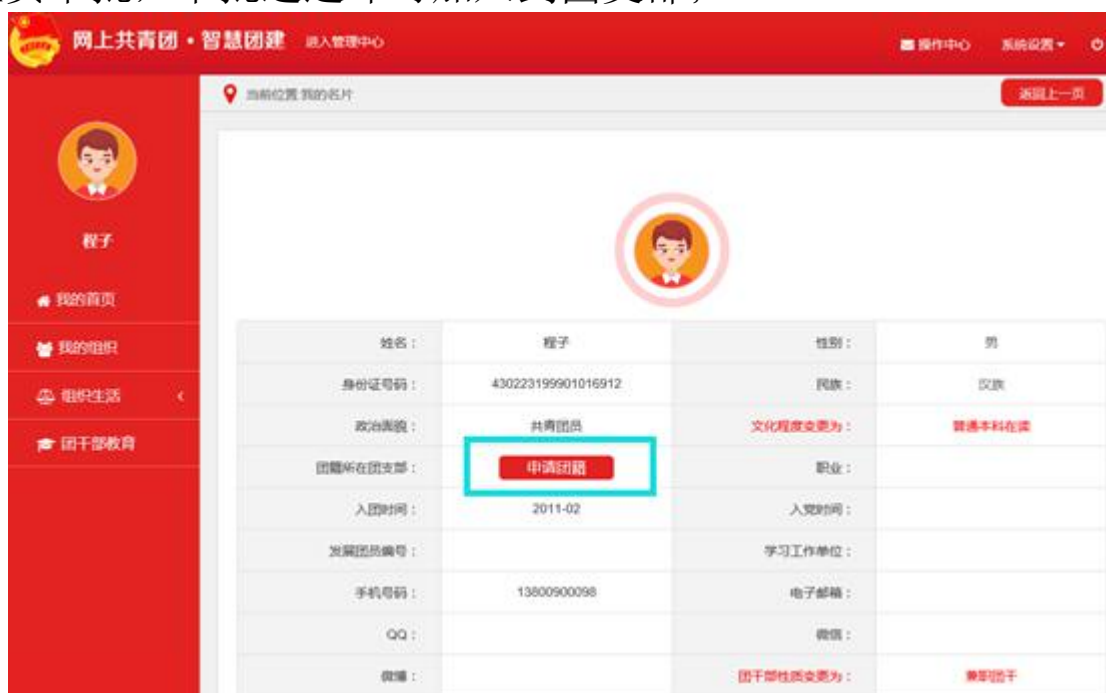 网上共青团·智慧团建 进入管理中心 操作中心 系统设置
当前位置:我的名片 返回上一页
程子
我的首页
我的组织
组织生活
团干部教育
姓名： 程子 性别： 男
身份证号码： 430223199901016912 民族： 汉族
政治面貌： 共青团员 文化程度变更为： 普通本科在读
团籍所在团支部： 申请团籍 职业：
入团时间： 2011-02 入党时间：
发展团员编号： 学习工作单位：
手机号码： 13800900098 电子邮箱：
QQ： 微信：
微博： 团干部性质变更为： 兼职团干